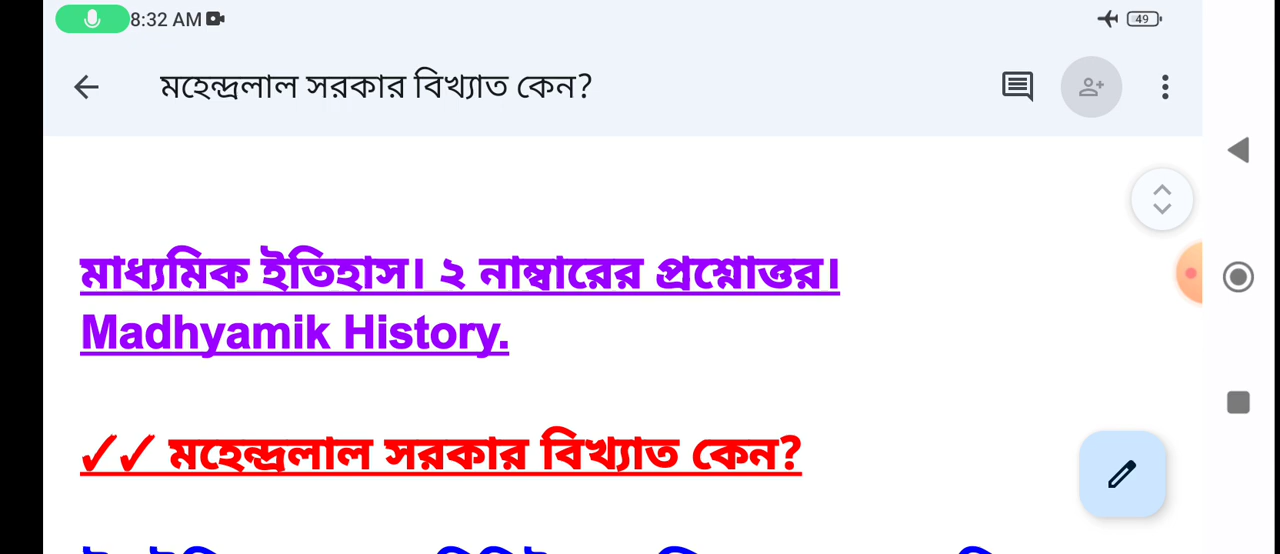 8:32 AM
49
মহেন্দ্রলাল সরকার বিখ্যাত কেন?
মাধ্যমিক ইতিহাস। ২ নাম্বারের প্রশ্নোত্তর।
Madhyamik History.
✓✓ মহেন্দ্রলাল সরকার বিখ্যাত কেন?